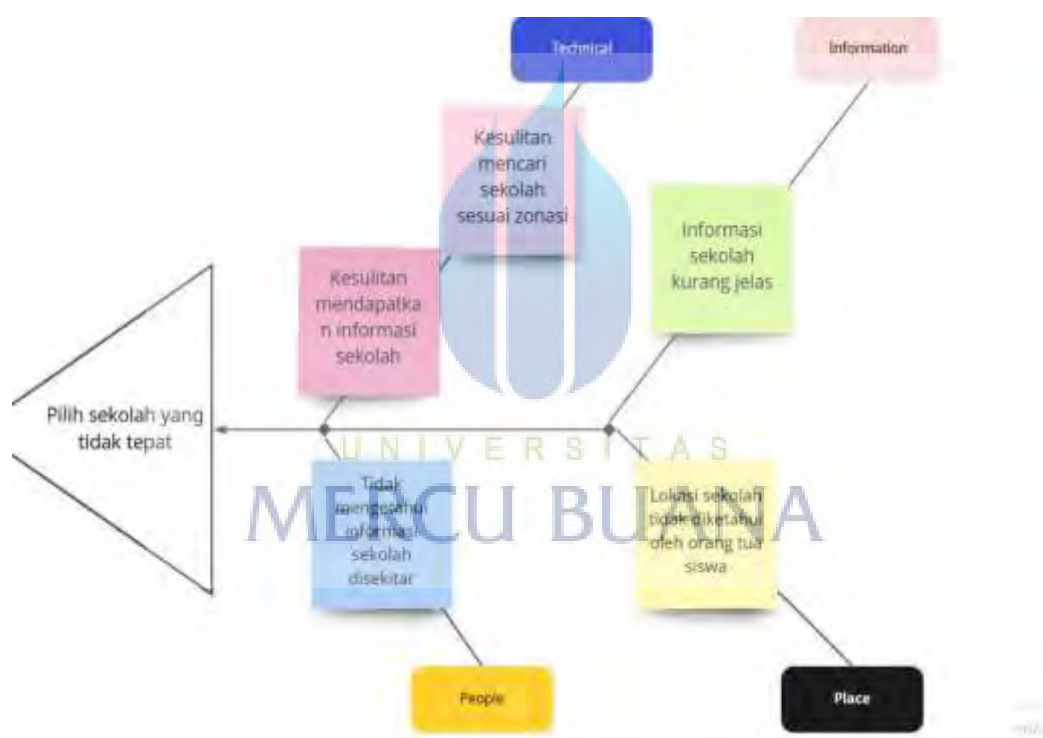 Technical
Information
Kesulitan
mencari
sekolah
sesuai zonasi
Informasi
sekolah
kurang jelas
Kesulitan
mendapatka
n informasi
sekolah
Pilih sekolah yang
tidak tepat
UNIVERSITAS
MERCU BUANA
Tidak
mengetahui
informasi
sekolah
disekitar
Lokasi sekolah
tidak diketahui
oleh orang tua
siswa
People
Place